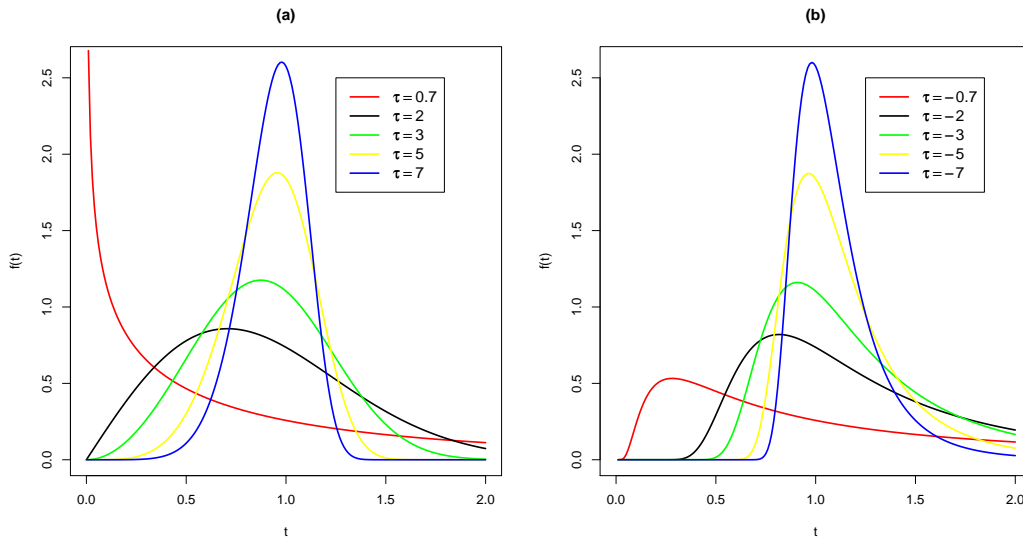 (a)
f(t)
2.5
2.0
1.5
1.0
0.5
0.0
τ = 0.7
τ = 2
τ = 3
τ = 5
τ = 7
0.0 0.5 1.0 1.5 2.0
t
(b)
f(t)
2.5
2.0
1.5
1.0
0.5
0.0
τ = −0.7
τ = −2
τ = −3
τ = −5
τ = −7
0.0 0.5 1.0 1.5 2.0
t